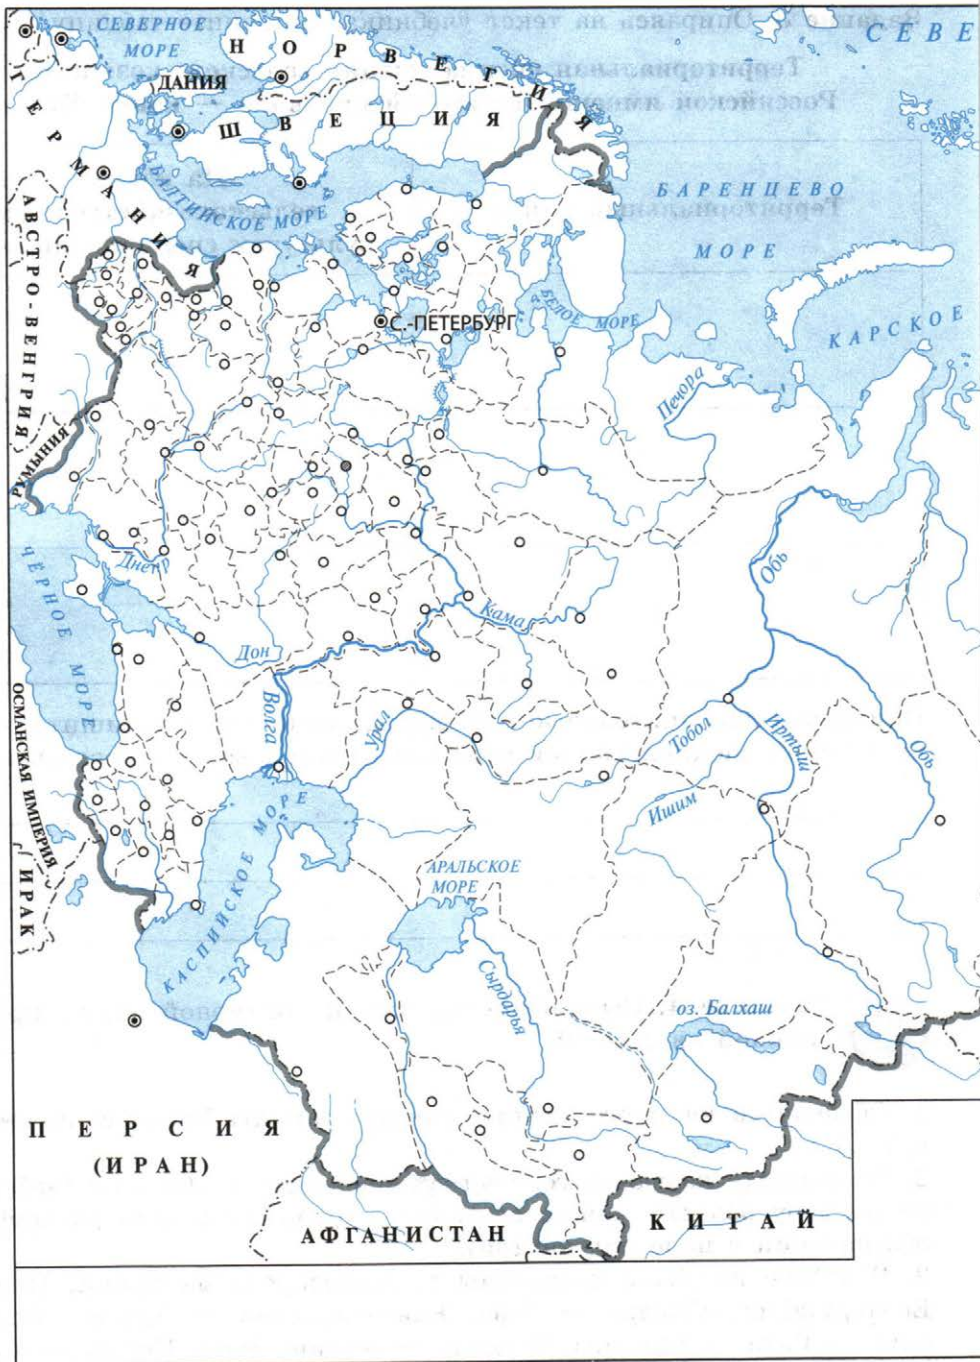 СЕВЕРНОЕ
МОРЕ
НОРВЕГИЯ
СЕВЕ
ДАНИЯ
ШВЕЦИЯ
ГЕРМАНИЯ
БАЛТИЙСКОЕ МОРЕ
БАРЕНЦЕВО
МОРЕ
АВСТРО-ВЕНГРИЯ
С.-ПЕТЕРБУРГ
БЕЛОЕ МОРЕ
КАРСКОЕ
Печора
РУМЫНИЯ
Днепр
Обь
ЧЁРНОЕ МОРЕ
Кама
Дон
Волга
Урал
Тобол
Иртыш
Обь
Ишим
ОСМАНСКАЯ ИМПЕРИЯ
ИРАК
КАСПИЙСКОЕ МОРЕ
АРАЛЬСКОЕ
МОРЕ
Сырдарья
оз. Балхаш
ПЕРСИЯ
(ИРАН)
АФГАНИСТАН
КИТАЙ